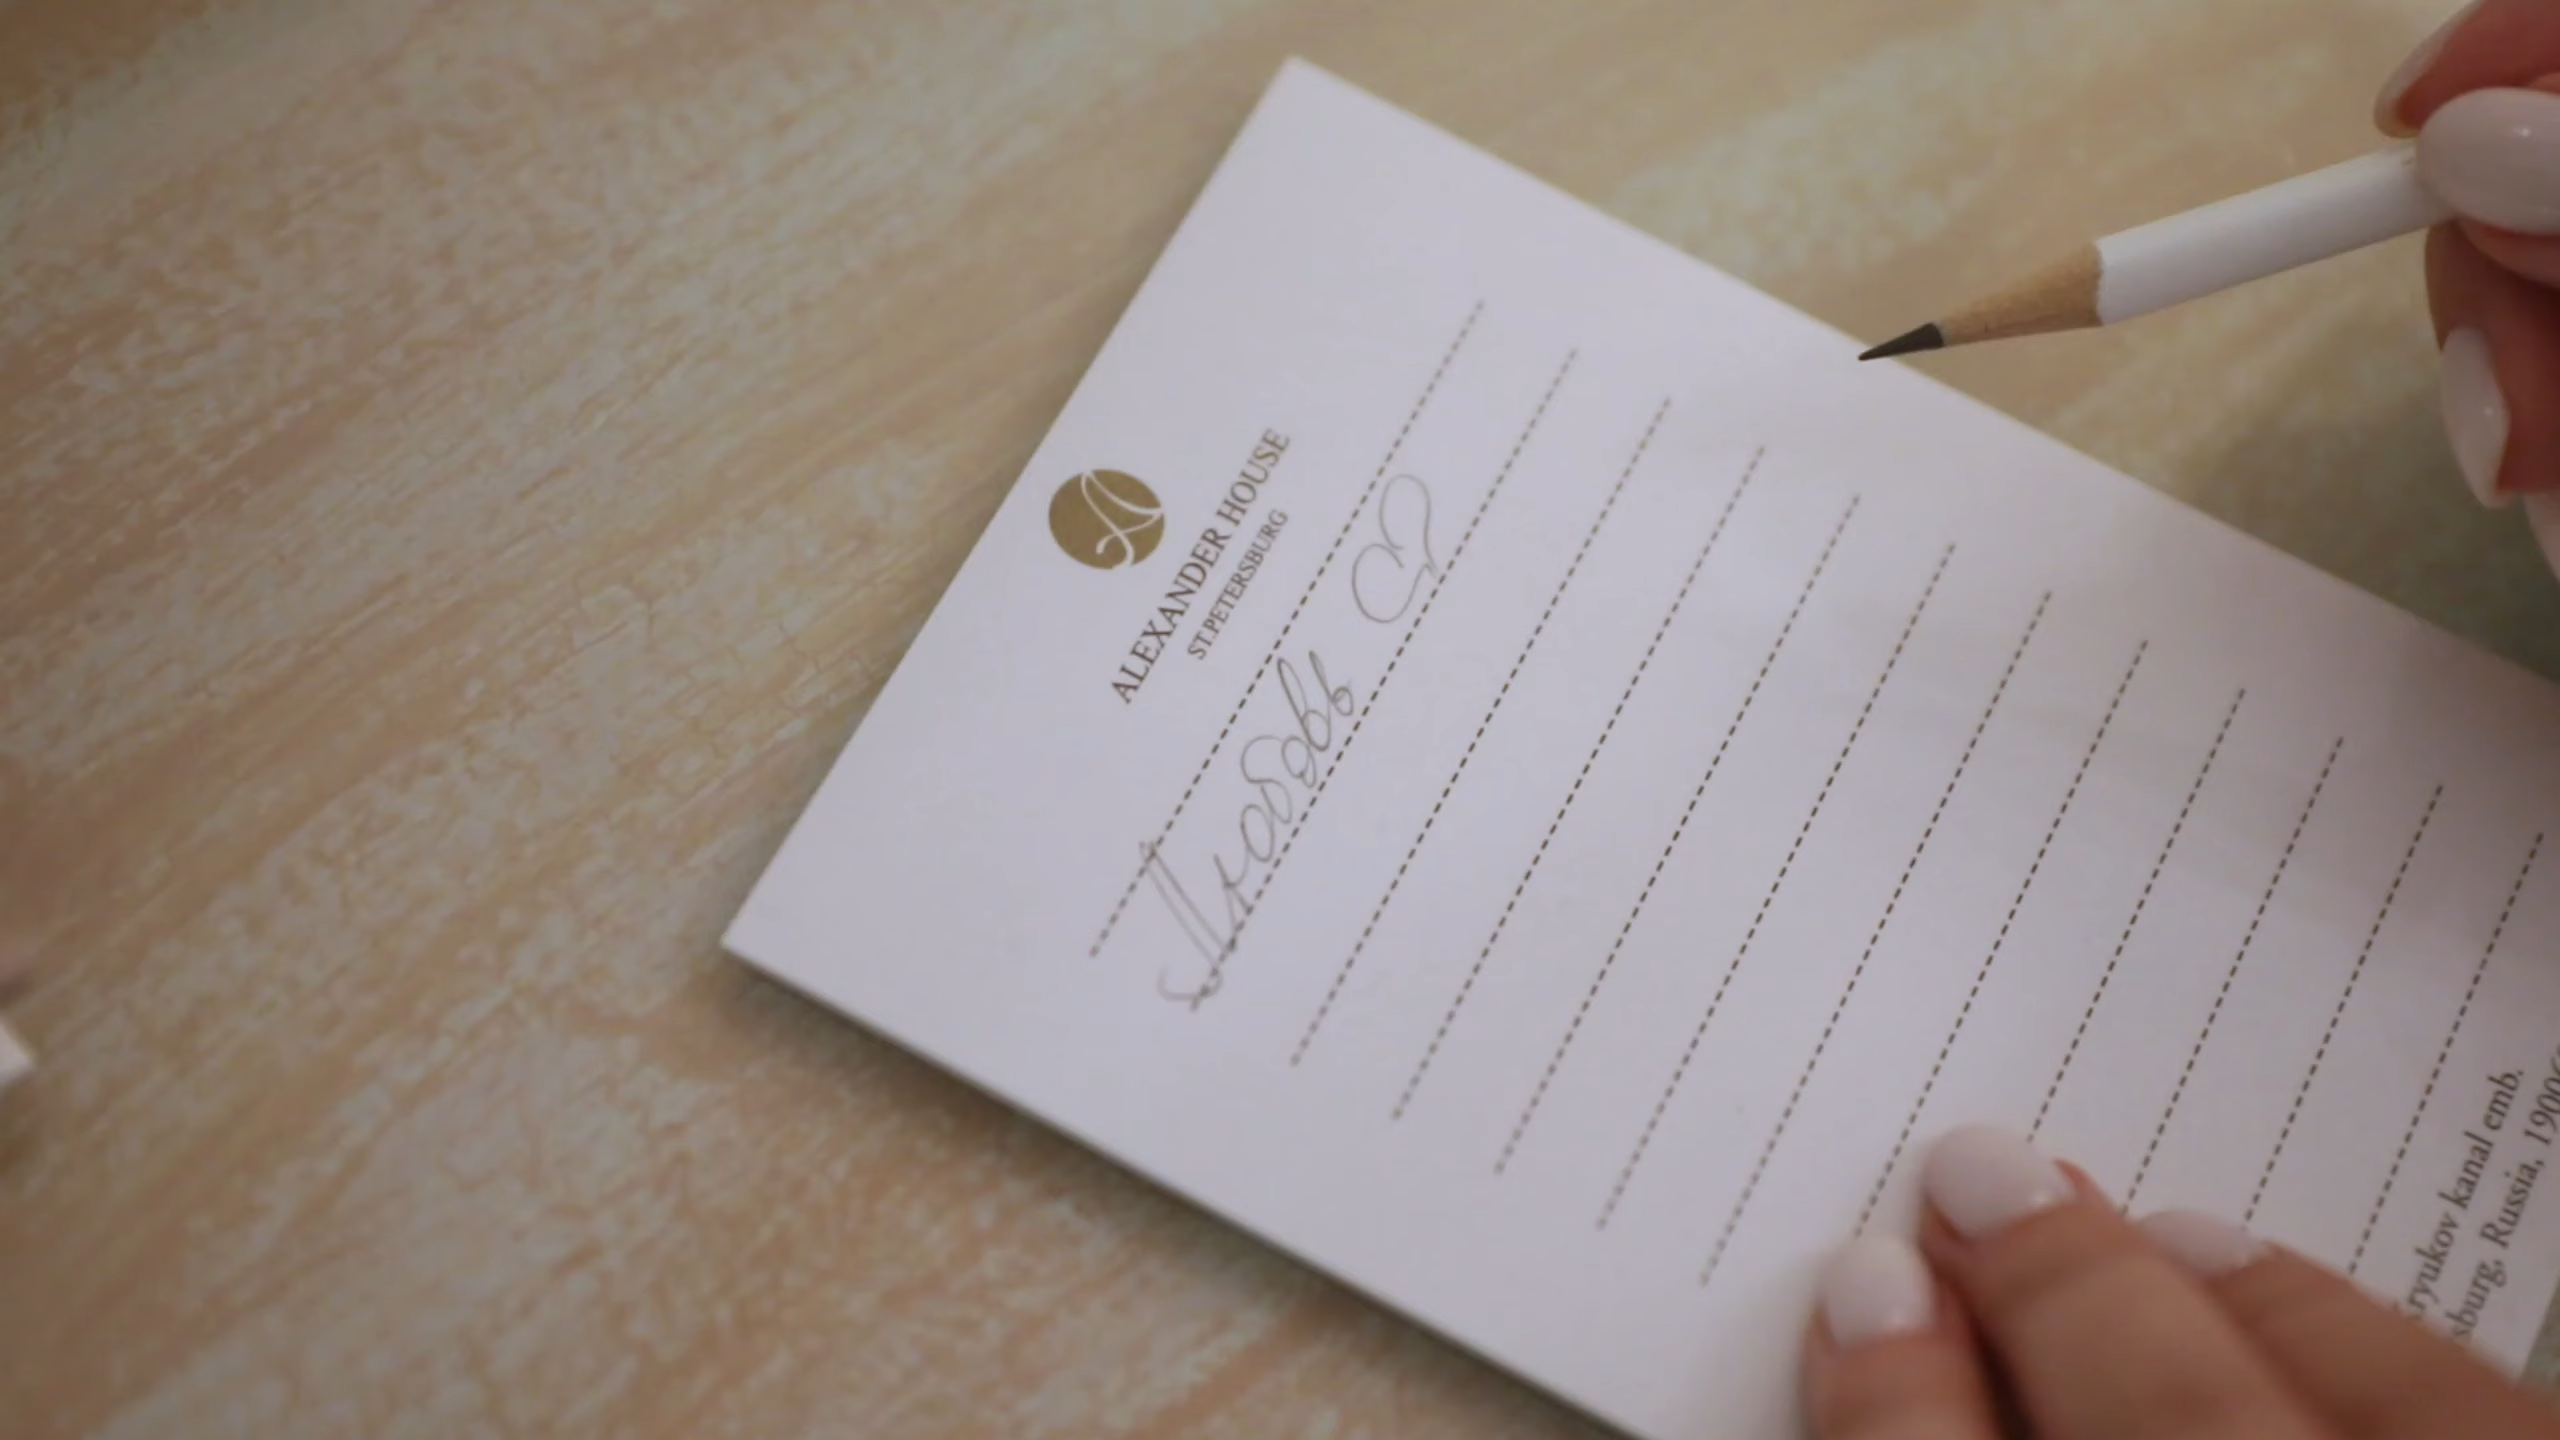 ALEXANDER HOUSE
ST.PETERSBURG
Любовь
kanal emb.
Russia,